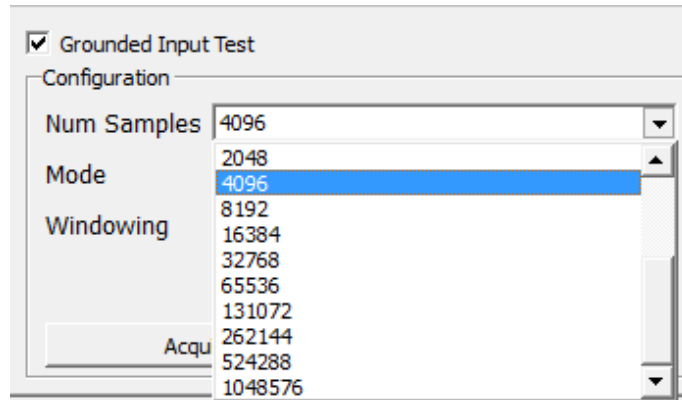 Grounded Input Test
Configuration
Num Samples 4096
2048
Mode
4096
8192
Windowing
16384
32768
65536
131072
262144
Acqu
524288
1048576